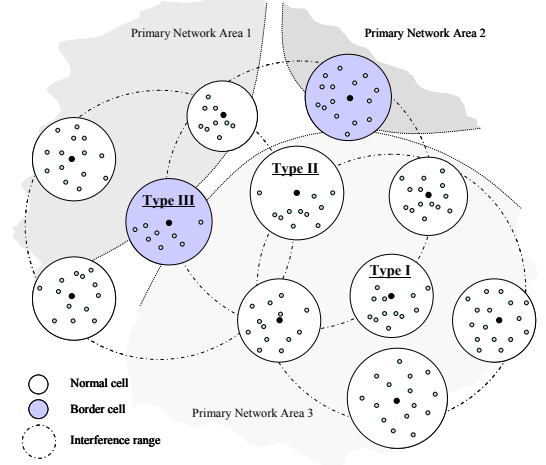 Primary Network Area 1
Primary Network Area 2
Type II
Type III
Type I
Normal cell
Border cell
Primary Network Area 3
Interference range